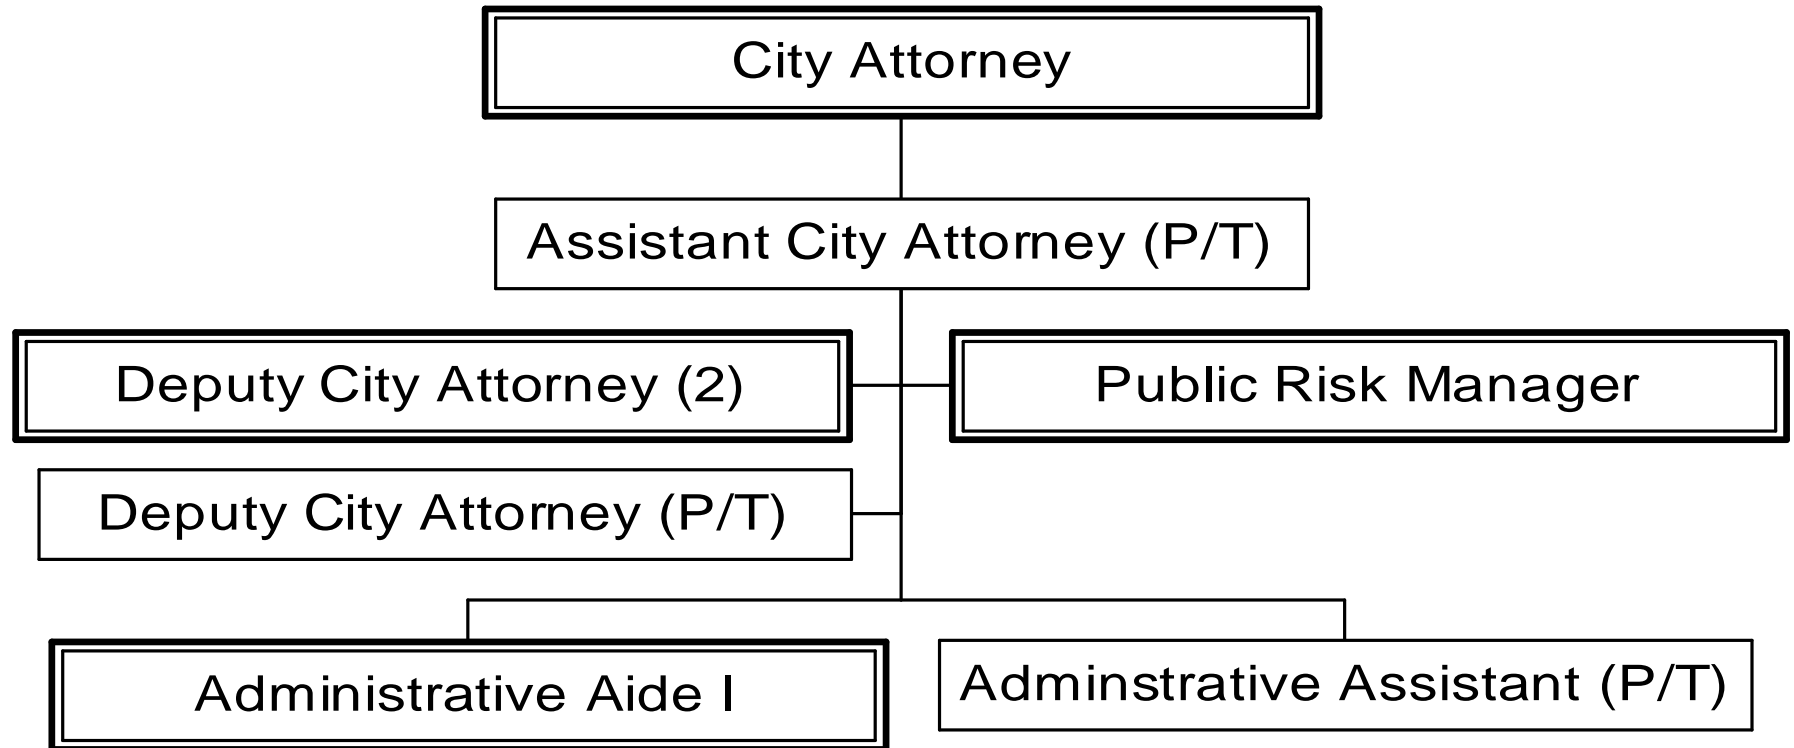 City Attorney
Assistant City Attorney (P/T)
Deputy City Attorney (2)
Public Risk Manager
Deputy City Attorney (P/T)
Administrative Aide I
Adminstrative Assistant (P/T)